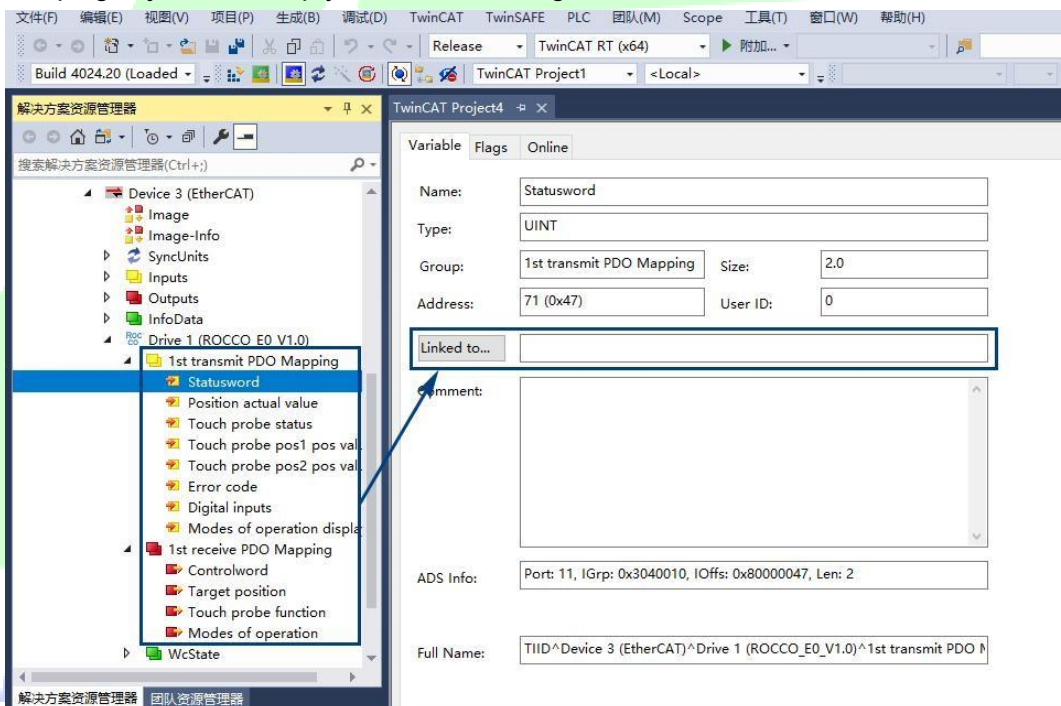 文件(F) 编辑(E) 视图(V) 项目(P) 生成(B) 调试(D) TwinCAT TwinSAFE PLC 团队(M) Scope 工具(T) 窗口(W) 帮助(H)
Release TwinCAT RT (x64) 附加...
Build 4024.20 (Loaded TwinCAT Project1 <Local>
解决方案资源管理器
搜索解决方案资源管理器(Ctrl+;)
Device 3 (EtherCAT)
Image
Image-Info
SyncUnits
Inputs
Outputs
InfoData
Drive 1 (ROCCO_E0_V1.0)
1st transmit PDO Mapping
Statusword
Position actual value
Touch probe status
Touch probe pos1 pos val
Touch probe pos2 pos val
Error code
Digital inputs
Modes of operation displa
1st receive PDO Mapping
Controlword
Target position
Touch probe function
Modes of operation
WcState
解决方案资源管理器 团队资源管理器
TwinCAT Project4
Variable Flags Online
Name: Statusword
Type: UINT
Group: 1st transmit PDO Mapping Size: 2.0
Address: 71 (0x47) User ID: 0
Linked to...
Comment:
ADS Info: Port: 11, IGrp: 0x3040010, IOffs: 0x80000047, Len: 2
Full Name: TIID^Device 3 (EtherCAT)^Drive 1 (ROCCO_E0_V1.0)^1st transmit PDO M